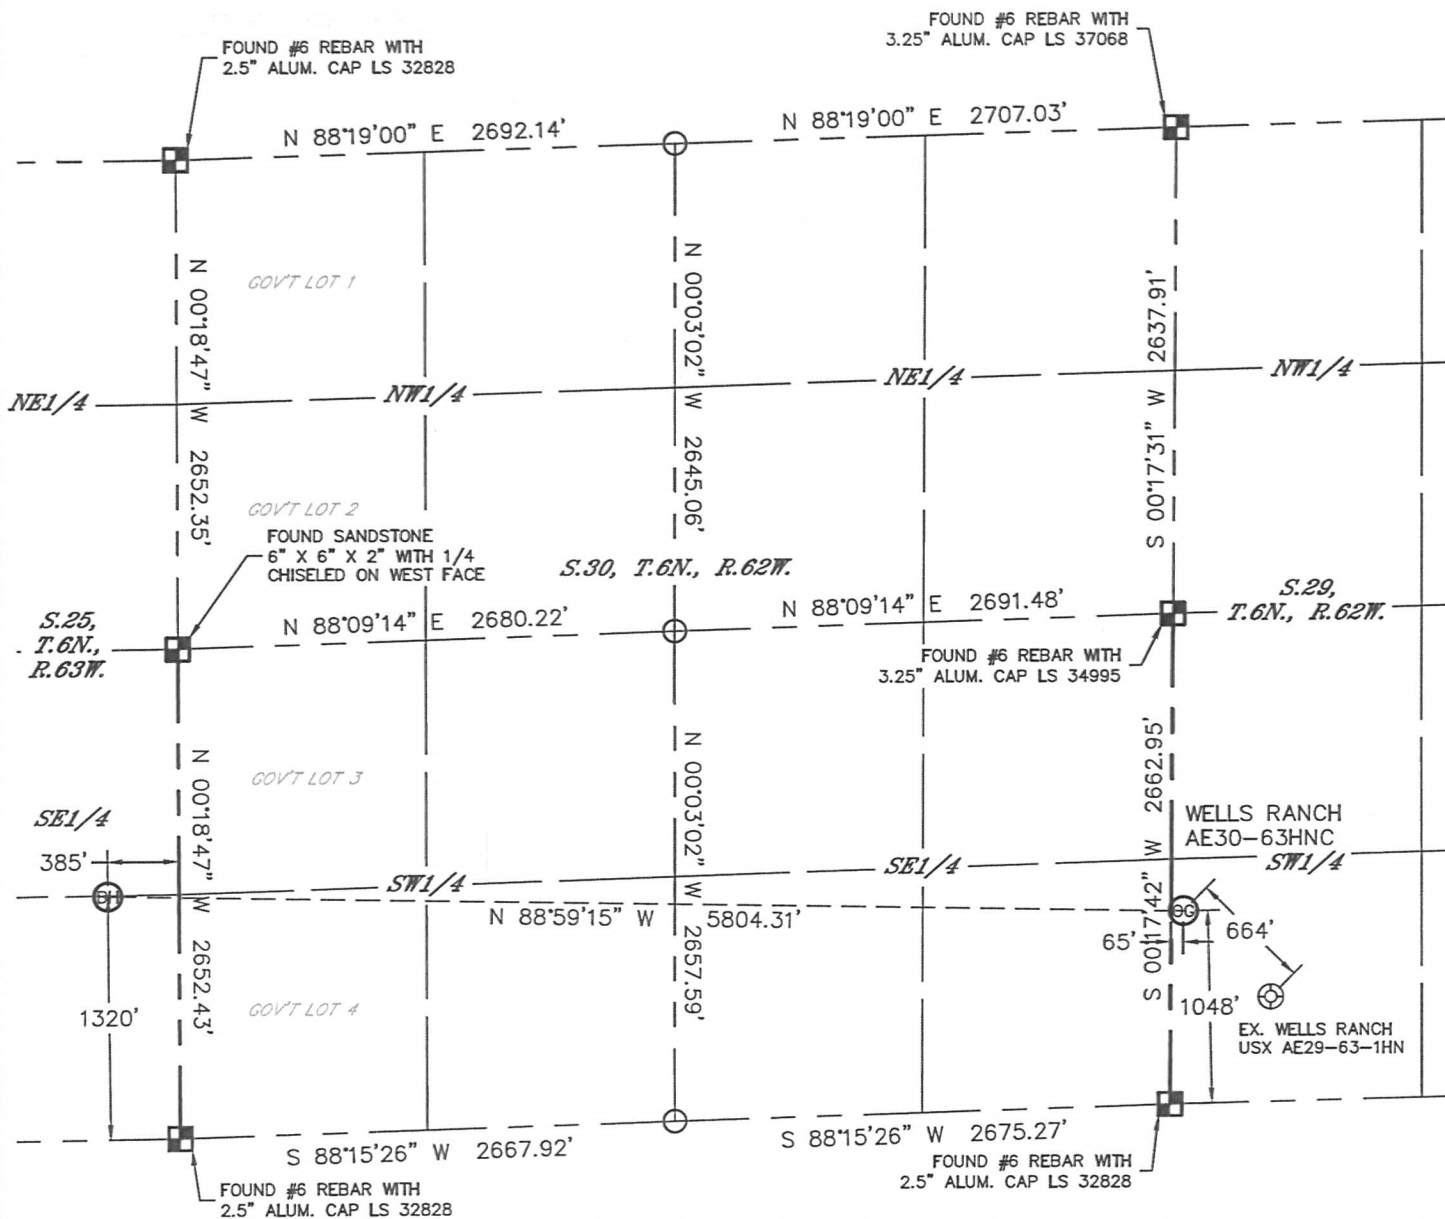 FOUND #6 REBAR WITH
2.5" ALUM. CAP LS 32828
FOUND #6 REBAR WITH
3.25" ALUM. CAP LS 37068
N 88°19'00" E 2692.14'
N 88°19'00" E 2707.03'
N 00°18'47" W 2652.35'
GOV'T LOT 1
N 00°03'02" W 2645.06'
S 00°17'31" W 2637.91'
NE1/4
NW1/4
NE1/4
NW1/4
GOV'T LOT 2
FOUND SANDSTONE
6" X 6" X 2" WITH 1/4
CHISELED ON WEST FACE
S.30, T.6N., R.62W.
S.25,
T.6N.,
R.63W.
N 88°09'14" E 2680.22'
N 88°09'14" E 2691.48'
S.29,
T.6N., R.62W.
FOUND #6 REBAR WITH
3.25" ALUM. CAP LS 34995
N 00°18'47" W 2652.43'
GOV'T LOT 3
N 00°03'02" W 2657.59'
S 00°17'42" W 2662.95'
WELLS RANCH
AE30-63HNC
SE1/4
385'
SW1/4
SE1/4
SW1/4
BH
N 88°59'15" W 5804.31'
OG
65'
664'
1320'
GOV'T LOT 4
1048'
EX. WELLS RANCH
USX AE29-63-1HN
S 88°15'26" W 2667.92'
S 88°15'26" W 2675.27'
FOUND #6 REBAR WITH
2.5" ALUM. CAP LS 32828
FOUND #6 REBAR WITH
2.5" ALUM. CAP LS 32828